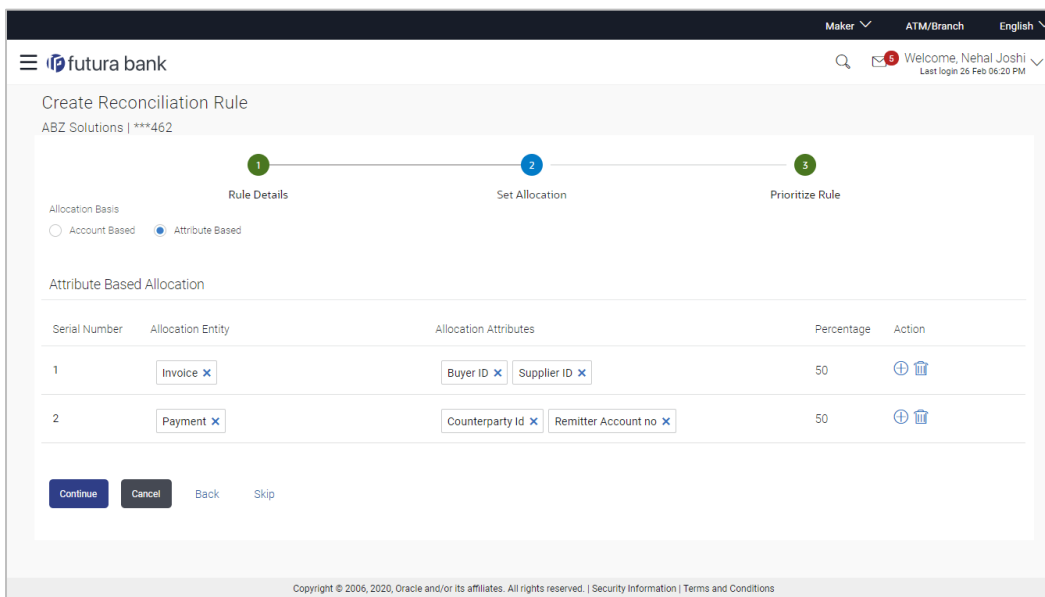 Maker ATM/Branch English
futura bank
5 Welcome, Nehal Joshi
Last login 26 Feb 06:20 PM
Create Reconciliation Rule
ABZ Solutions | ***462
1 2 3
Rule Details Set Allocation Prioritize Rule
Allocation Basis
Account Based Attribute Based
Attribute Based Allocation
Serial Number Allocation Entity Allocation Attributes Percentage Action
1 Invoice Buyer ID Supplier ID 50
2 Payment Counterparty Id Remitter Account no 50
Continue Cancel Back Skip
Copyright © 2006, 2020, Oracle and/or its affiliates. All rights reserved. | Security Information | Terms and Conditions